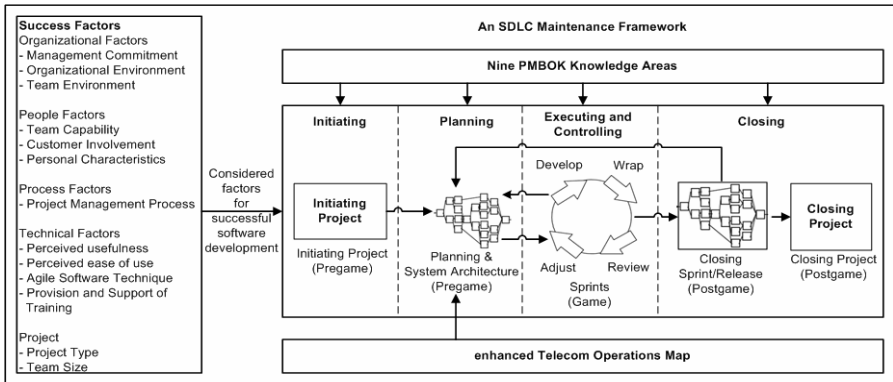 Success Factors
Organizational Factors
- Management Commitment
- Organizational Environment
- Team Environment
People Factors
- Team Capability
- Customer Involvement
- Personal Characteristics
Process Factors
- Project Management Process
Technical Factors
- Perceived usefulness
- Perceived ease of use
- Agile Software Technique
- Provision and Support of
Training
Project
- Project Type
- Team Size
Considered
factors
for
successful
software
development
An SDLC Maintenance Framework
Nine PMBOK Knowledge Areas
Initiating
Planning
Executing and
Controlling
Closing
Initiating
Project
Initiating Project
(Pregame)
Planning &
System Architecture
(Pregame)
Develop
Wrap
Adjust
Review
Sprints
(Game)
Closing
Sprint/Release
(Postgame)
Closing
Project
Closing Project
(Postgame)
enhanced Telecom Operations Map